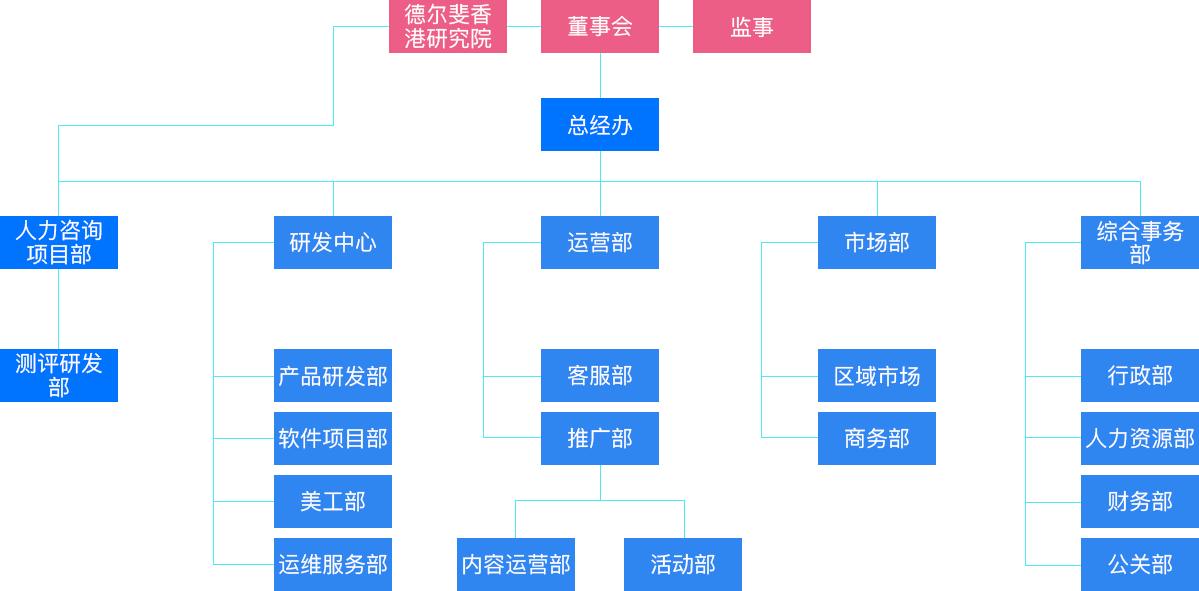 德尔斐香
港研究院
董事会
监事
总经办
人力咨询
项目部
研发中心
运营部
市场部
综合事务
部
测评研发
部
产品研发部
客服部
区域市场
行政部
软件项目部
推广部
商务部
人力资源部
美工部
财务部
运维服务部
内容运营部
活动部
公关部